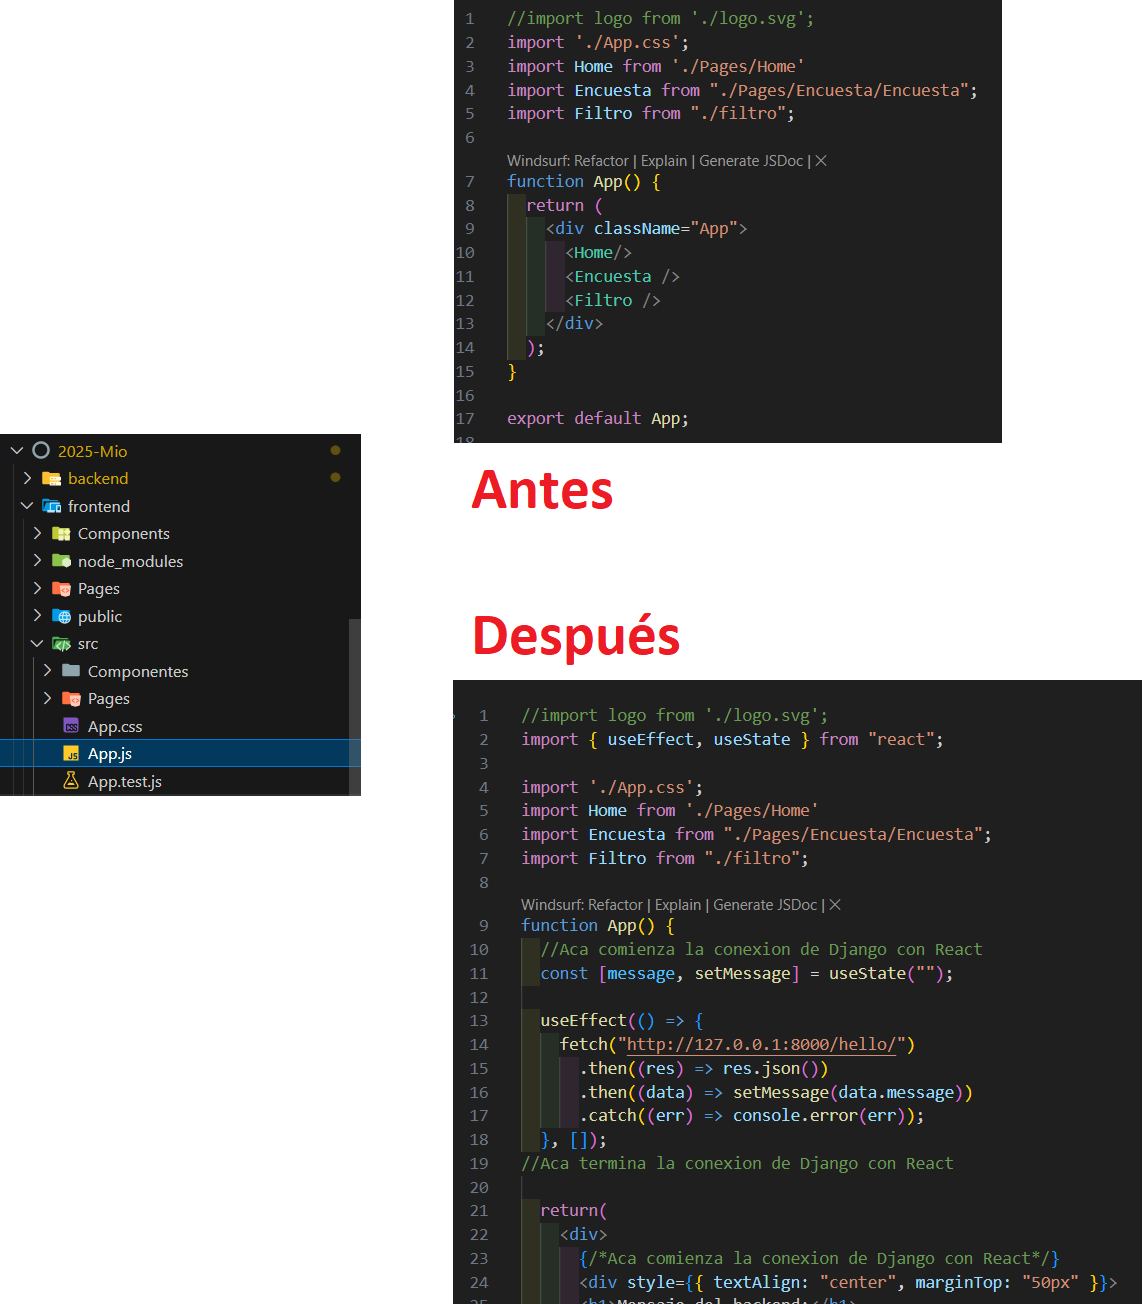 1 //import logo from './logo.svg';
2 import './App.css';
3 import Home from './Pages/Home'
4 import Encuesta from "./Pages/Encuesta/Encuesta";
5 import Filtro from "./filtro";
6
Windsurf: Refactor | Explain | Generate JSDoc | ×
7 function App() {
8 return (
9 <div className="App">
10 <Home/>
11 <Encuesta />
12 <Filtro />
13 </div>
14 );
15 }
16
17 export default App;
18
2025-Mio
backend
frontend
Components
node_modules
Pages
public
src
Componentes
Pages
App.css
App.js
App.test.js
Antes
Después
1 //import logo from './logo.svg';
2 import { useEffect, useState } from "react";
3
4 import './App.css';
5 import Home from './Pages/Home'
6 import Encuesta from "./Pages/Encuesta/Encuesta";
7 import Filtro from "./filtro";
8
Windsurf: Refactor | Explain | Generate JSDoc | ×
9 function App() {
10 //Aca comienza la conexion de Django con React
11 const [message, setMessage] = useState("");
12
13 useEffect(() => {
14 fetch("http://127.0.0.1:8000/hello/")
15 .then((res) => res.json())
16 .then((data) => setMessage(data.message))
17 .catch((err) => console.error(err));
18 }, []);
19 //Aca termina la conexion de Django con React
20
21 return(
22 <div>
23 {/*Aca comienza la conexion de Django con React*/}
24 <div style={{ textAlign: "center", marginTop: "50px" }}>
25 <h1>Mensaje del backend:</h1>